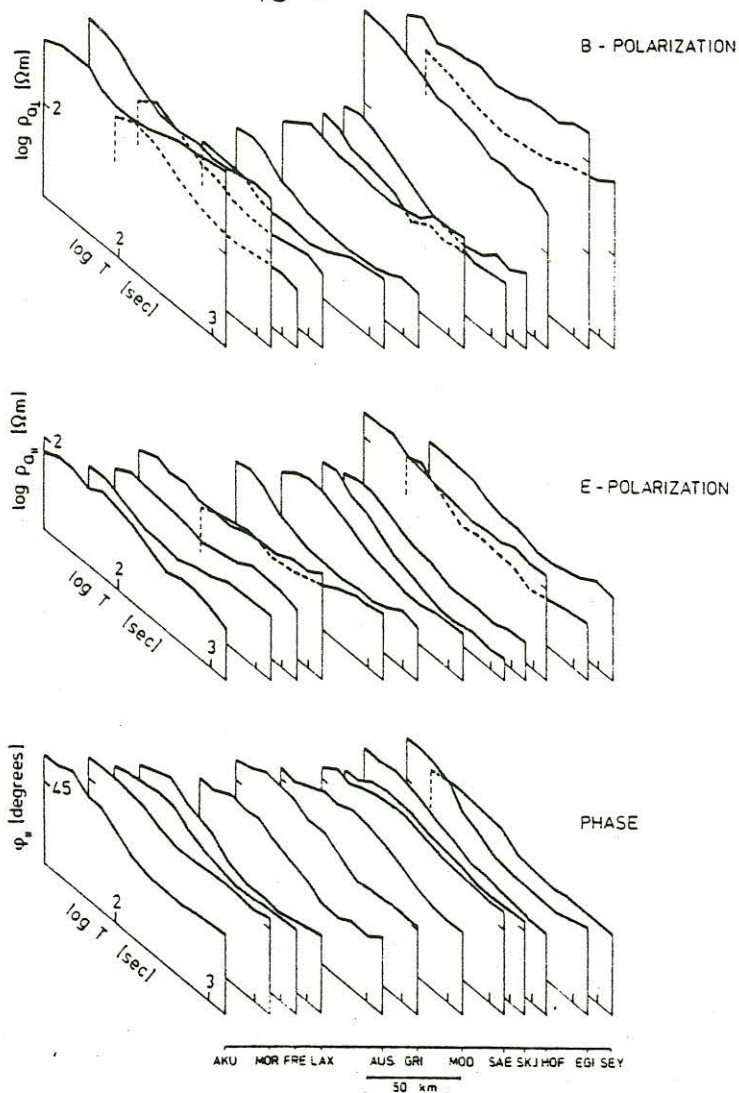 B - POLARIZATION
log ρa⊥ [Ωm]
2
log T [sec]
2
3
E - POLARIZATION
log ρa॥ [Ωm]
2
log T [sec]
2
3
PHASE
φ॥ [degrees]
45
log T [sec]
2
3
AKU MOR FRE LAX AUS GRI MOD SAE SKJ HOF EGI SEY
50 km